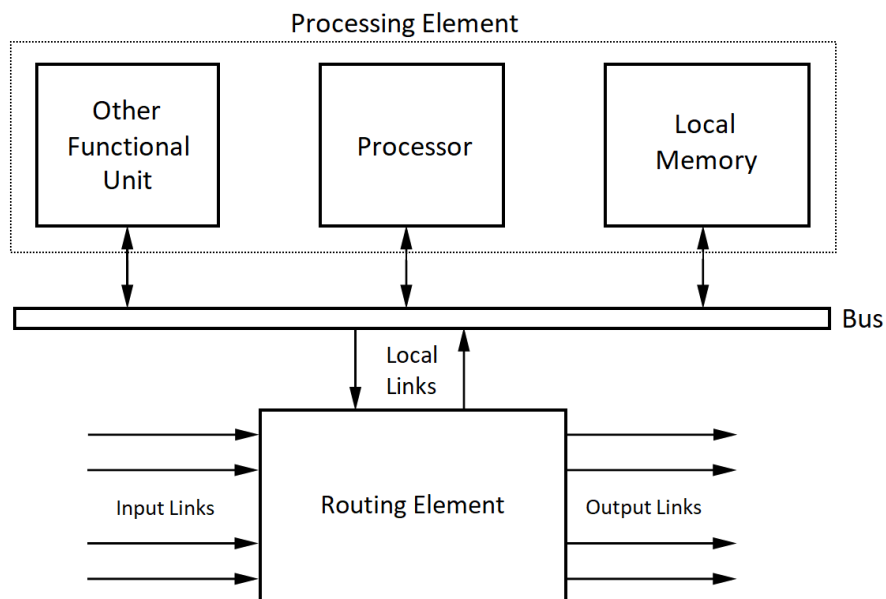 Processing Element
Other
Functional
Unit
Processor
Local
Memory
Bus
Local
Links
Input Links
Routing Element
Output Links